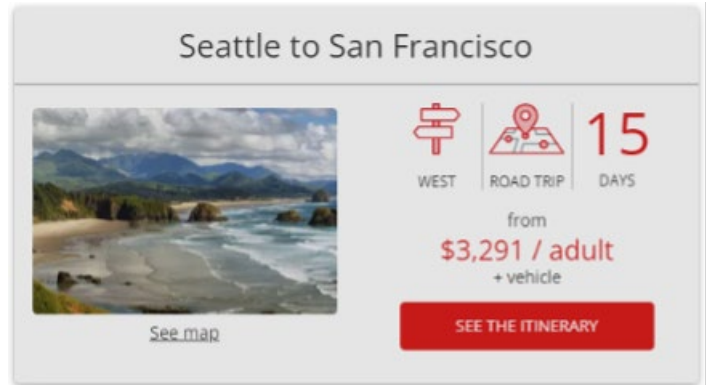 Seattle to San Francisco
WEST
ROAD TRIP
15
DAYS
from
$3,291 / adult
+ vehicle
SEE THE ITINERARY
See map